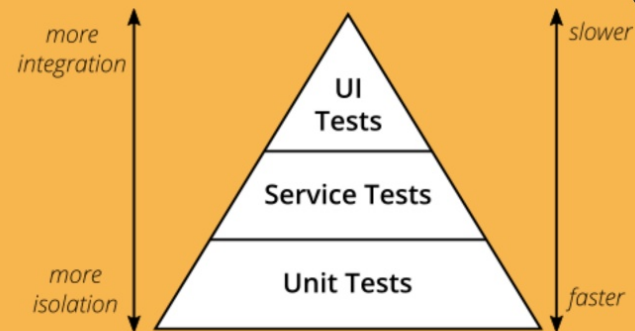 more
integration
slower
UI
Tests
Service Tests
more
isolation
Unit Tests
faster